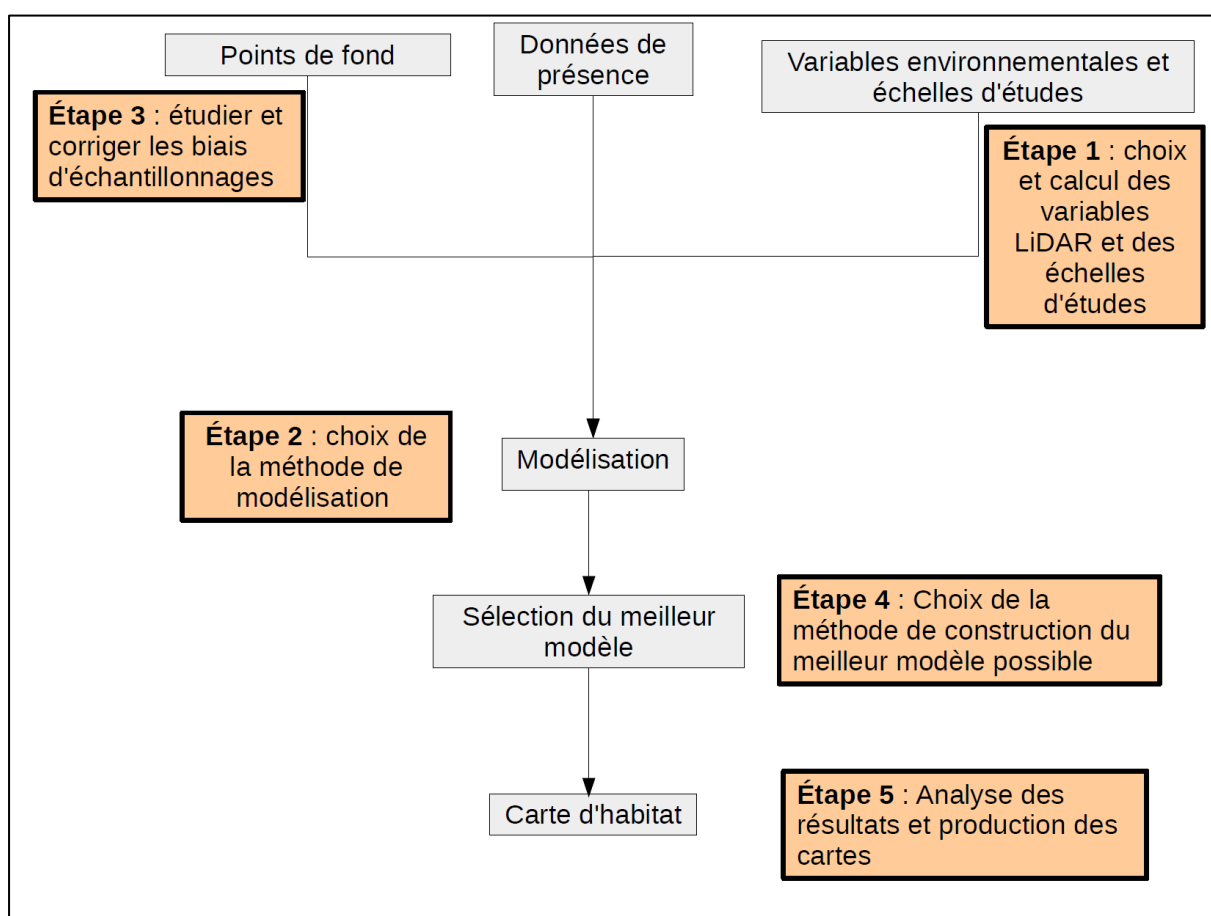 Points de fond
Données de
présence
Variables environnementales et
échelles d'études
Étape 3 : étudier et
corriger les biais
d'échantillonnages
Étape 1 : choix
et calcul des
variables
LiDAR et des
échelles
d'études
Étape 2 : choix de
la méthode de
modélisation
Modélisation
Sélection du meilleur
modèle
Étape 4 : Choix de la
méthode de construction du
meilleur modèle possible
Carte d'habitat
Étape 5 : Analyse des
résultats et production des
cartes